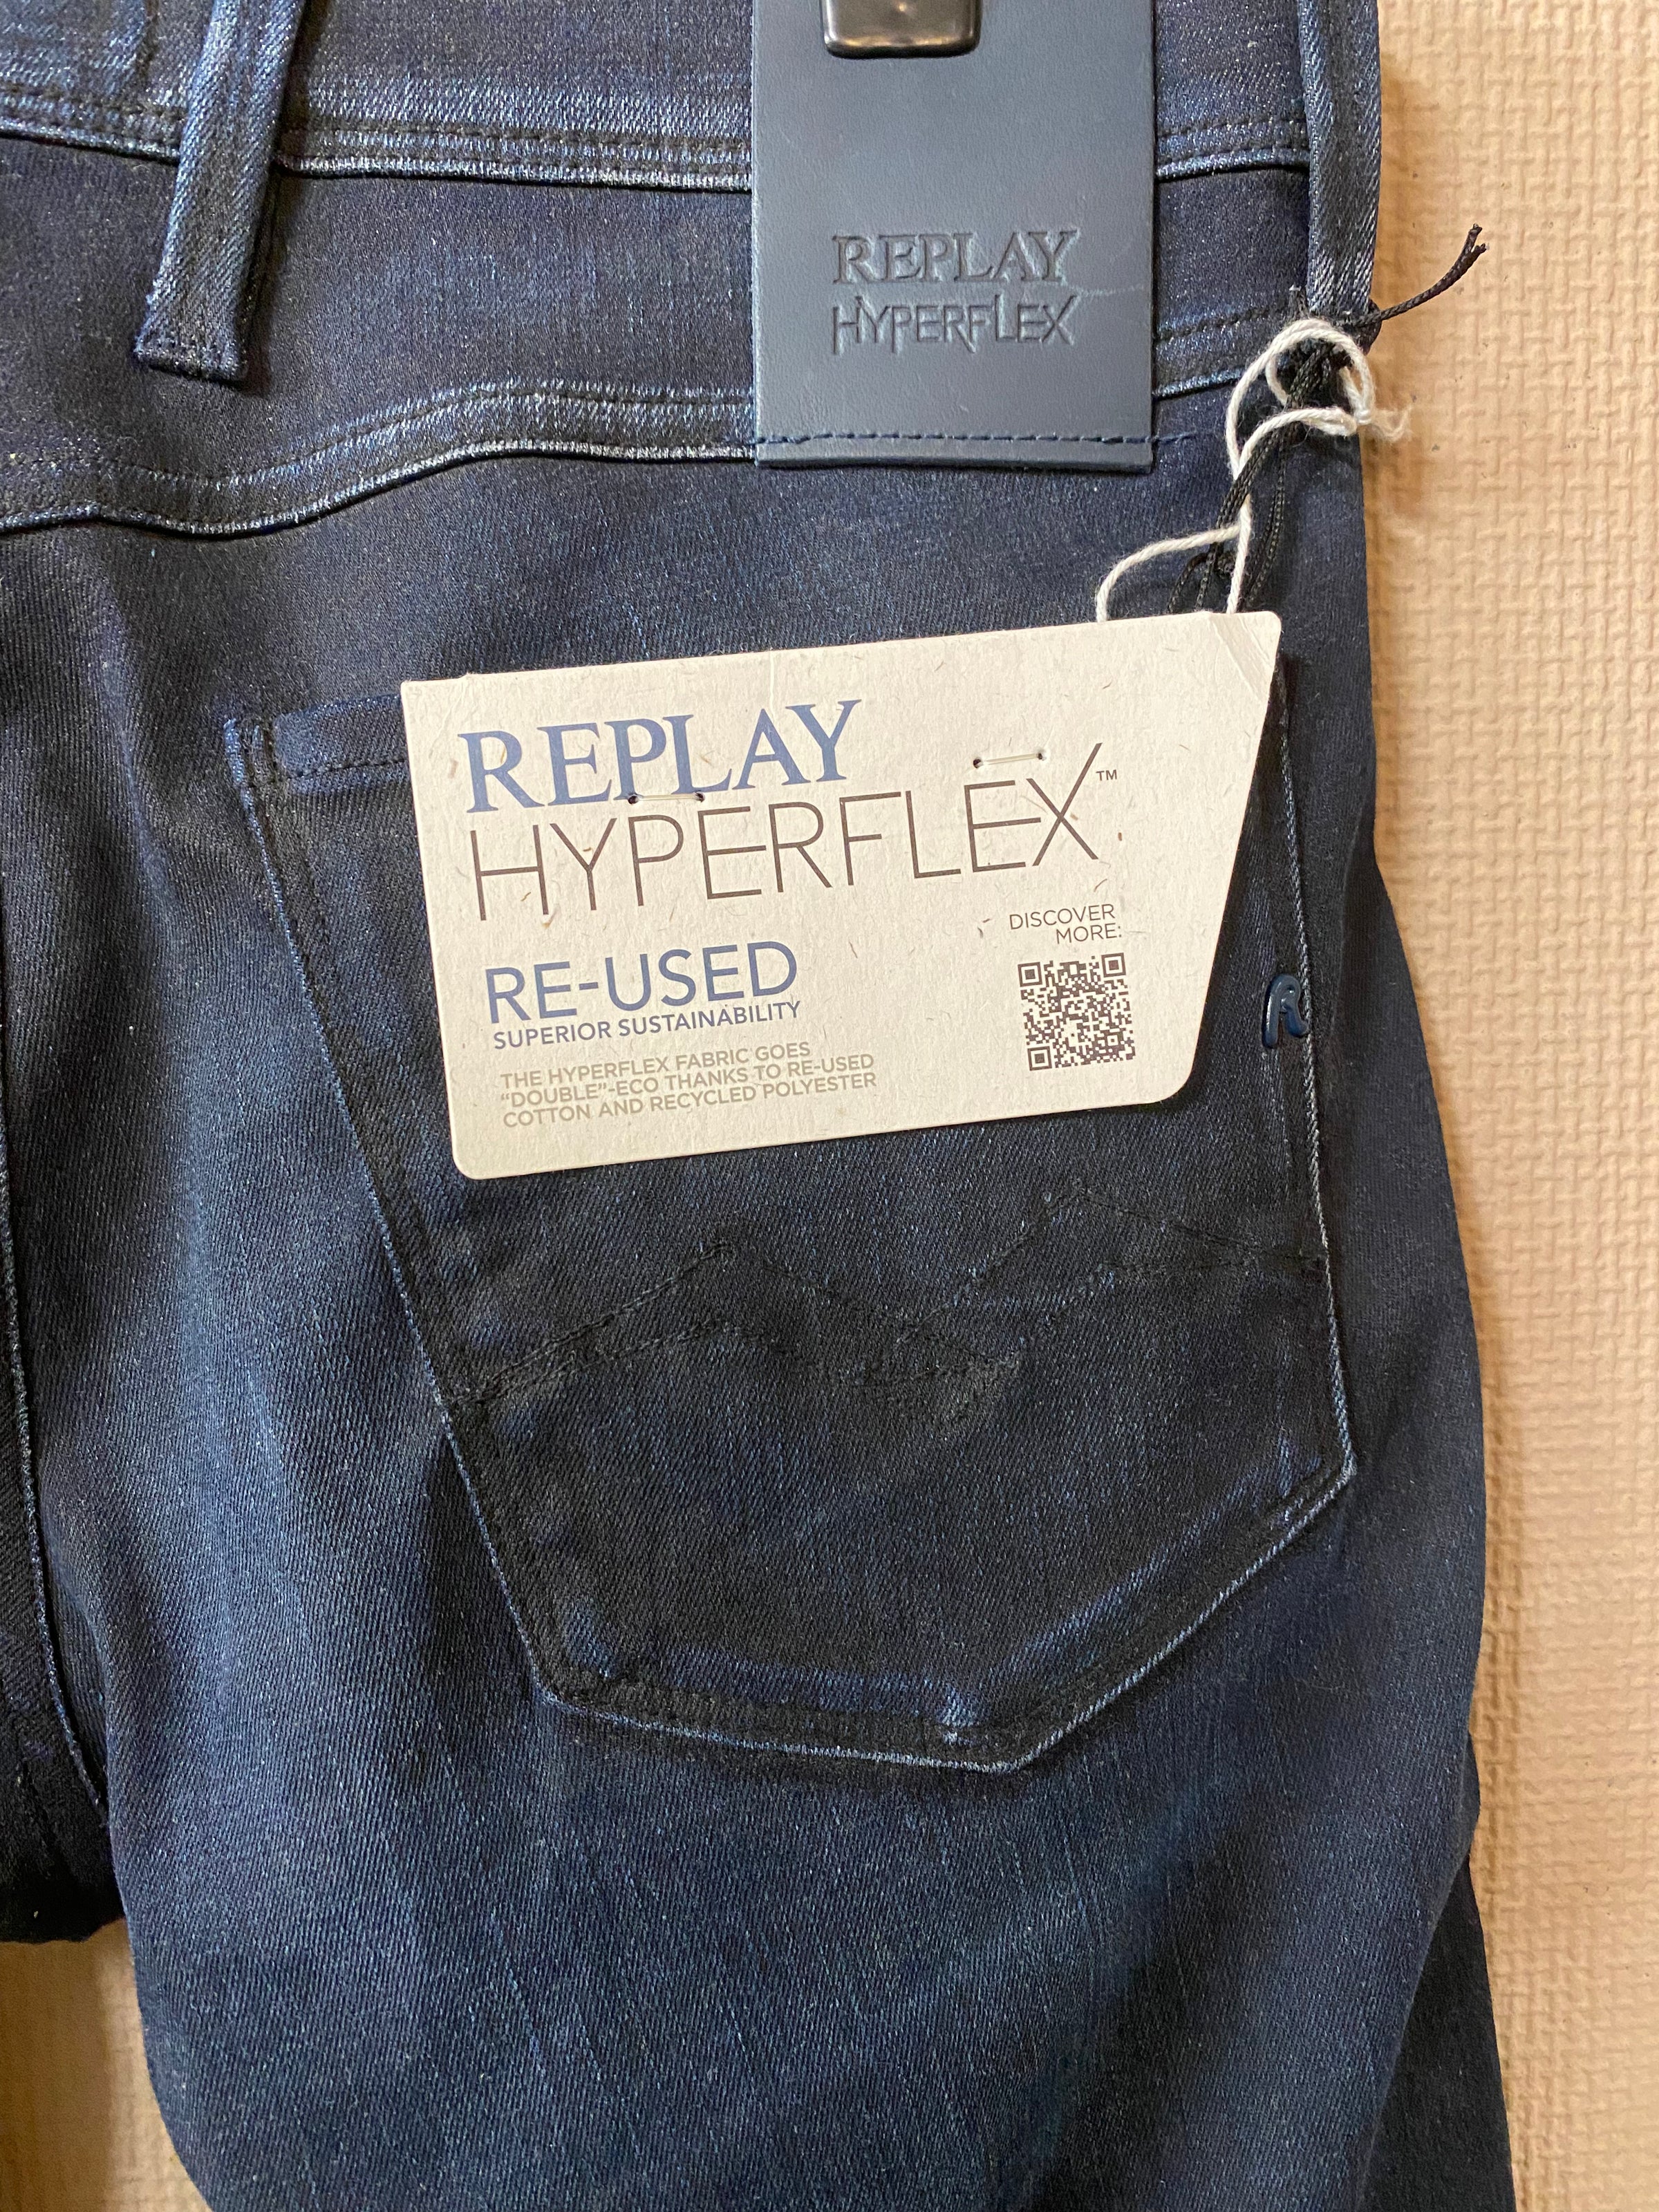 REPLAY
HYPERFLEX
REPLAY
HYPERFLEX™
DISCOVER
MORE:
RE-USED
SUPERIOR SUSTAINABILITY
THE HYPERFLEX FABRIC GOES
"DOUBLE"-ECO THANKS TO RE-USED
COTTON AND RECYCLED POLYESTER
R